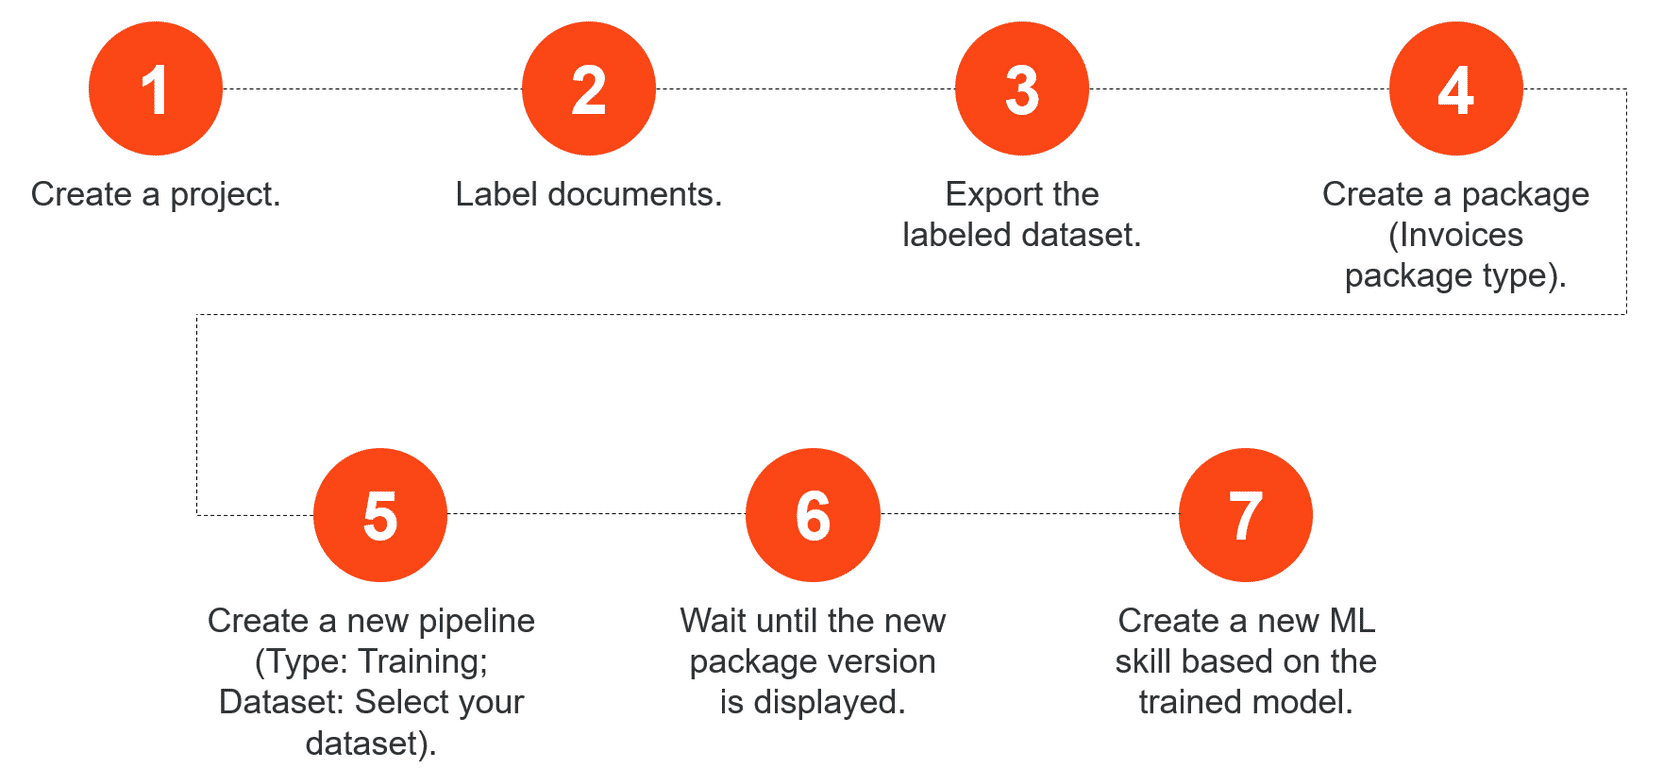 1
Create a project.
2
Label documents.
3
Export the
labeled dataset.
4
Create a package
(Invoices
package type).
5
Create a new pipeline
(Type: Training;
Dataset: Select your
dataset).
6
Wait until the new
package version
is displayed.
7
Create a new ML
skill based on the
trained model.